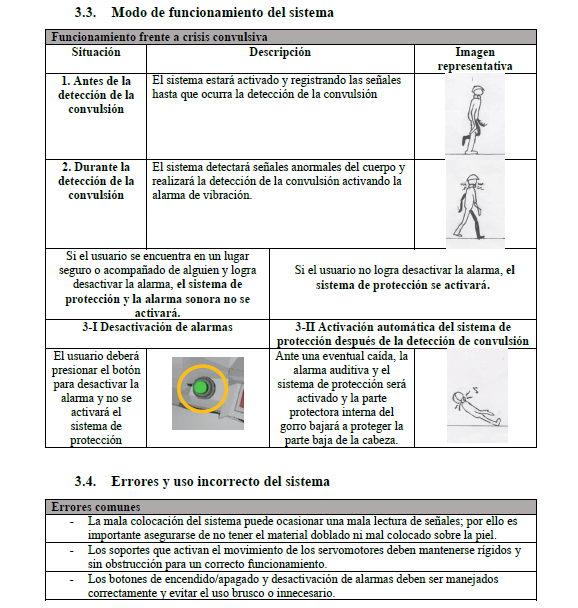 3.3. Modo de funcionamiento del sistema
Funcionamiento frente a crisis convulsiva
Situación
Descripción
Imagen
representativa
1. Antes de la
detección de la
convulsión
El sistema estará activado y registrando las señales
hasta que ocurra la detección de la convulsión
2. Durante la
detección de la
convulsión
El sistema detectará señales anormales del cuerpo y
realizará la detección de la convulsión activando la
alarma de vibración.
Si el usuario se encuentra en un lugar
seguro o acompañado de alguien y logra
desactivar la alarma, el sistema de
protección y la alarma sonora no se
activará.
Si el usuario no logra desactivar la alarma, el
sistema de protección se activará.
3-I Desactivación de alarmas
3-II Activación automática del sistema de
protección después de la detección de convulsión
El usuario deberá
presionar el botón
para desactivar la
alarma y no se
activará el
sistema de
protección
Ante una eventual caída, la
alarma auditiva y el
sistema de protección será
activado y la parte
protectora interna del
gorro bajará a proteger la
parte baja de la cabeza.
3.4. Errores y uso incorrecto del sistema
Errores comunes
- La mala colocación del sistema puede ocasionar una mala lectura de señales; por ello es
importante asegurarse de no tener el material doblado ni mal colocado sobre la piel.
- Los soportes que activan el movimiento de los servomotores deben mantenerse rígidos y
sin obstrucción para un correcto funcionamiento.
- Los botones de encendido/apagado y desactivación de alarmas deben ser manejados
correctamente y evitar el uso brusco o innecesario.